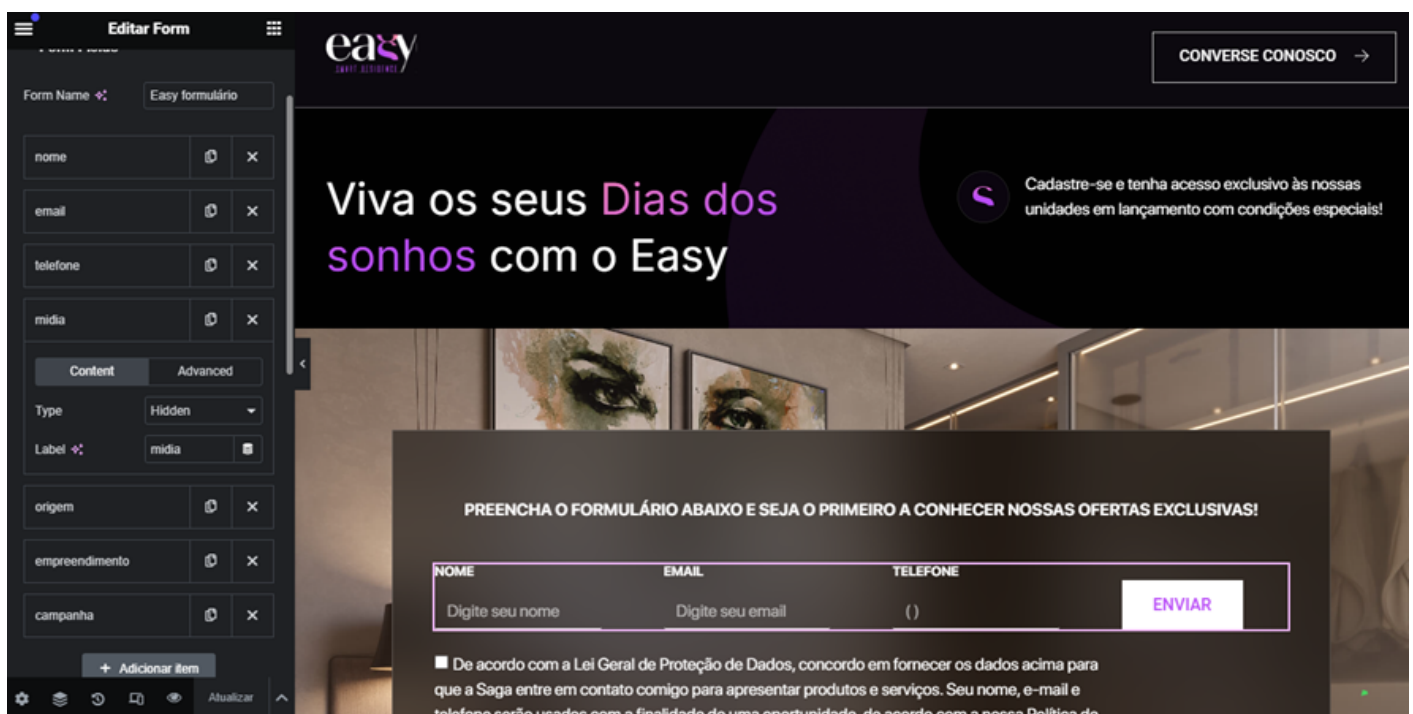 Editar Form
Form Fields
Form Name
Easy formulário
nome
email
telefone
midia
Content
Advanced
Type
Hidden
Label
midia
origem
empreendimento
campanha
+ Adicionar item
Atualizar
easy
SMART RESIDENCE
CONVERSE CONOSCO →
Viva os seus Dias dos
sonhos com o Easy
Cadastre-se e tenha acesso exclusivo às nossas
unidades em lançamento com condições especiais!
PREENCHA O FORMULÁRIO ABAIXO E SEJA O PRIMEIRO A CONHECER NOSSAS OFERTAS EXCLUSIVAS!
NOME
EMAIL
TELEFONE
Digite seu nome
Digite seu email
( )
ENVIAR
De acordo com a Lei Geral de Proteção de Dados, concordo em fornecer os dados acima para
que a Saga entre em contato comigo para apresentar produtos e serviços. Seu nome, e-mail e
telefone serão usados com a finalidade de uma oportunidade, de acordo com a nossa Política de